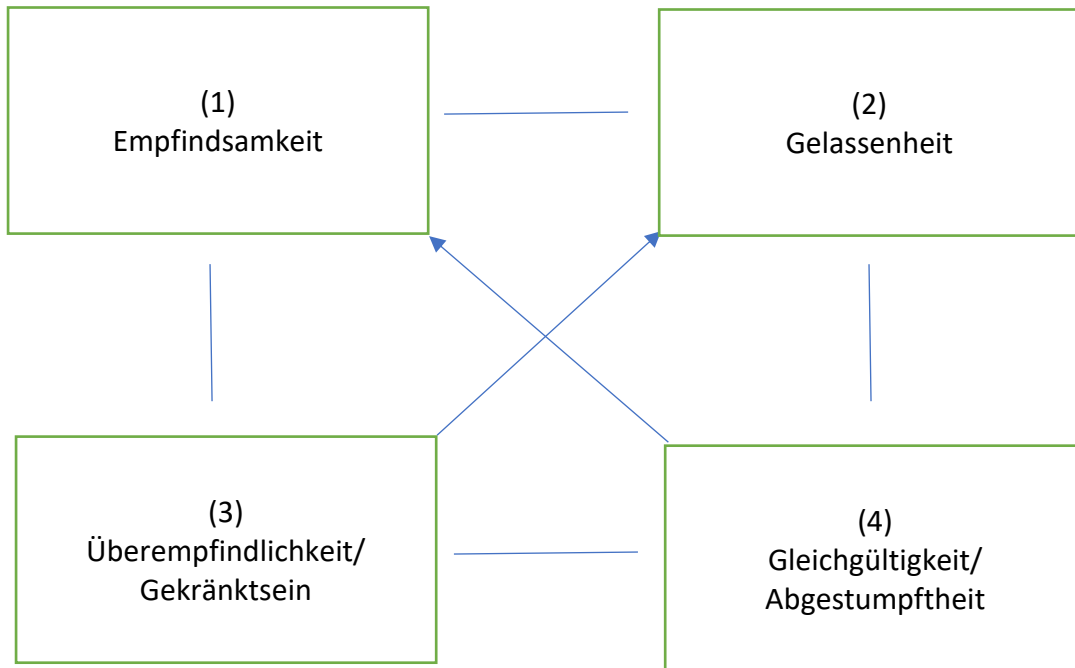 (1)
Empfindsamkeit
(2)
Gelassenheit
(3)
Überempfindlichkeit/
Gekränktsein
(4)
Gleichgültigkeit/
Abgestumpftheit